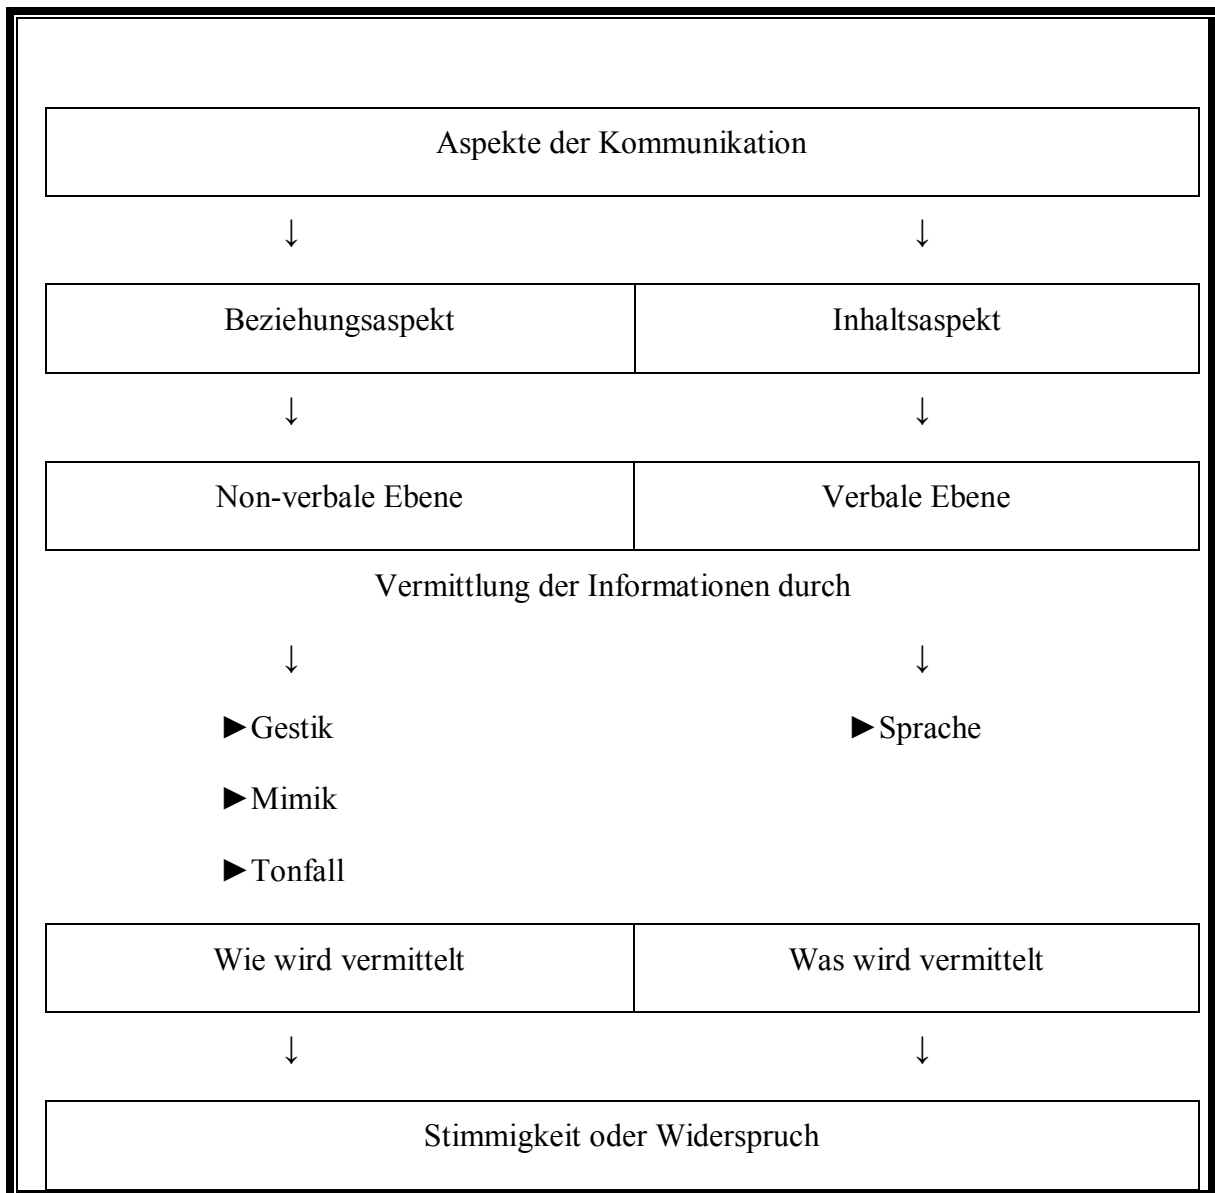 Aspekte der Kommunikation
↓ ↓
Beziehungsaspekt Inhaltsaspekt
↓ ↓
Non-verbale Ebene Verbale Ebene
Vermittlung der Informationen durch
↓ ↓
►Gestik ►Sprache
►Mimik
►Tonfall
Wie wird vermittelt Was wird vermittelt
↓ ↓
Stimmigkeit oder Widerspruch